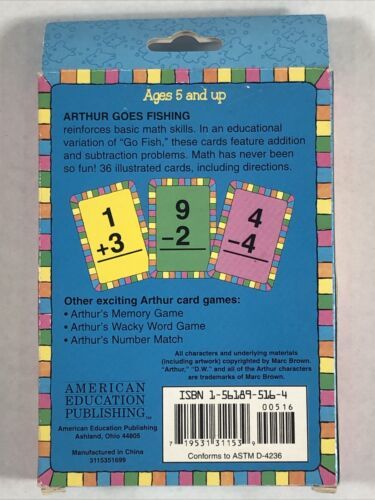 Ages 5 and up
ARTHUR GOES FISHING
reinforces basic math skills. In an educational
variation of "Go Fish," these cards feature addition
and subtraction problems. Math has never been
so fun! 36 illustrated cards, including directions.
1
+3
9
-2
4
-4
Other exciting Arthur card games:
• Arthur's Memory Game
• Arthur's Wacky Word Game
• Arthur's Number Match
All characters and underlying materials
(including artwork) copyrighted by Marc Brown.
"Arthur," "D.W." and all of the Arthur characters
are trademarks of Marc Brown.
AMERICAN
EDUCATION
PUBLISHING™
American Education Publishing
Ashland, Ohio 44805
Manufactured in China
3115351699
ISBN 1-56189-516-4
00516
7 19531 31153 9
Conforms to ASTM D-4236